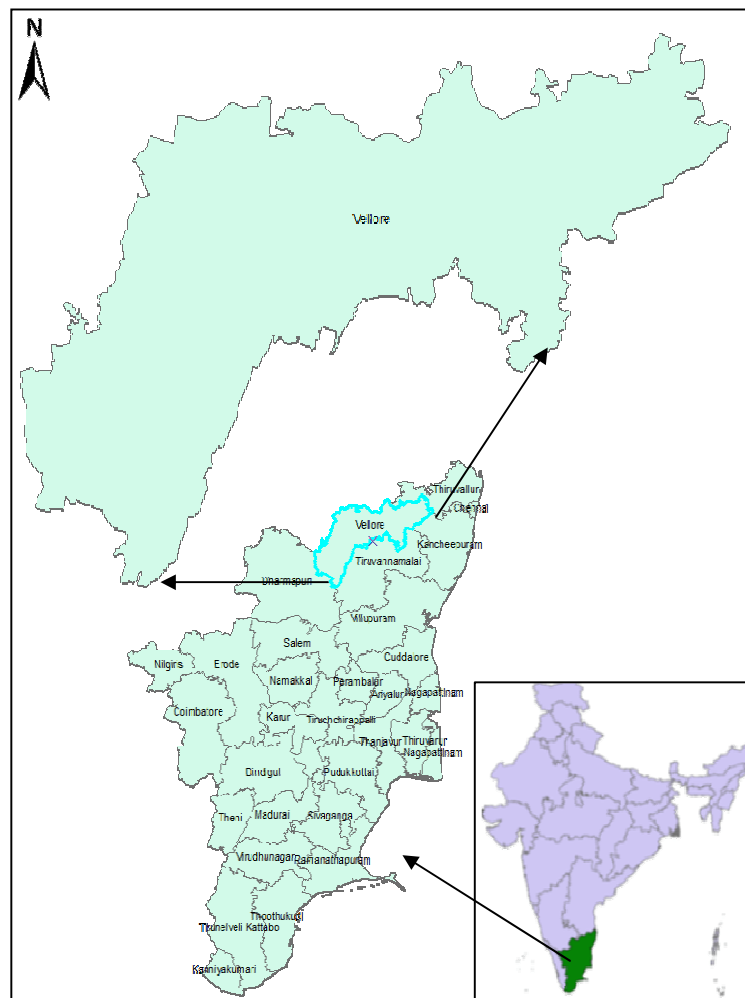 N
Vellore
Thiruvallur
Chennai
Vellore
Kancheepuram
Tiruvannamalai
Dharmapuri
Villupuram
Salem
Cuddalore
Nilgiris
Erode
Namakkal
Perambalur
Ariyalur
Nagapattinam
Coimbatore
Karur
Tiruchchirappalli
Thanjavur
Thiruvarur
Nagapattinam
Dindigul
Pudukkottai
Theni
Madurai
Sivaganga
Virudhunagar
Ramanathapuram
Thoothukudi
Tirunelveli Kattabo
Kanniyakumari